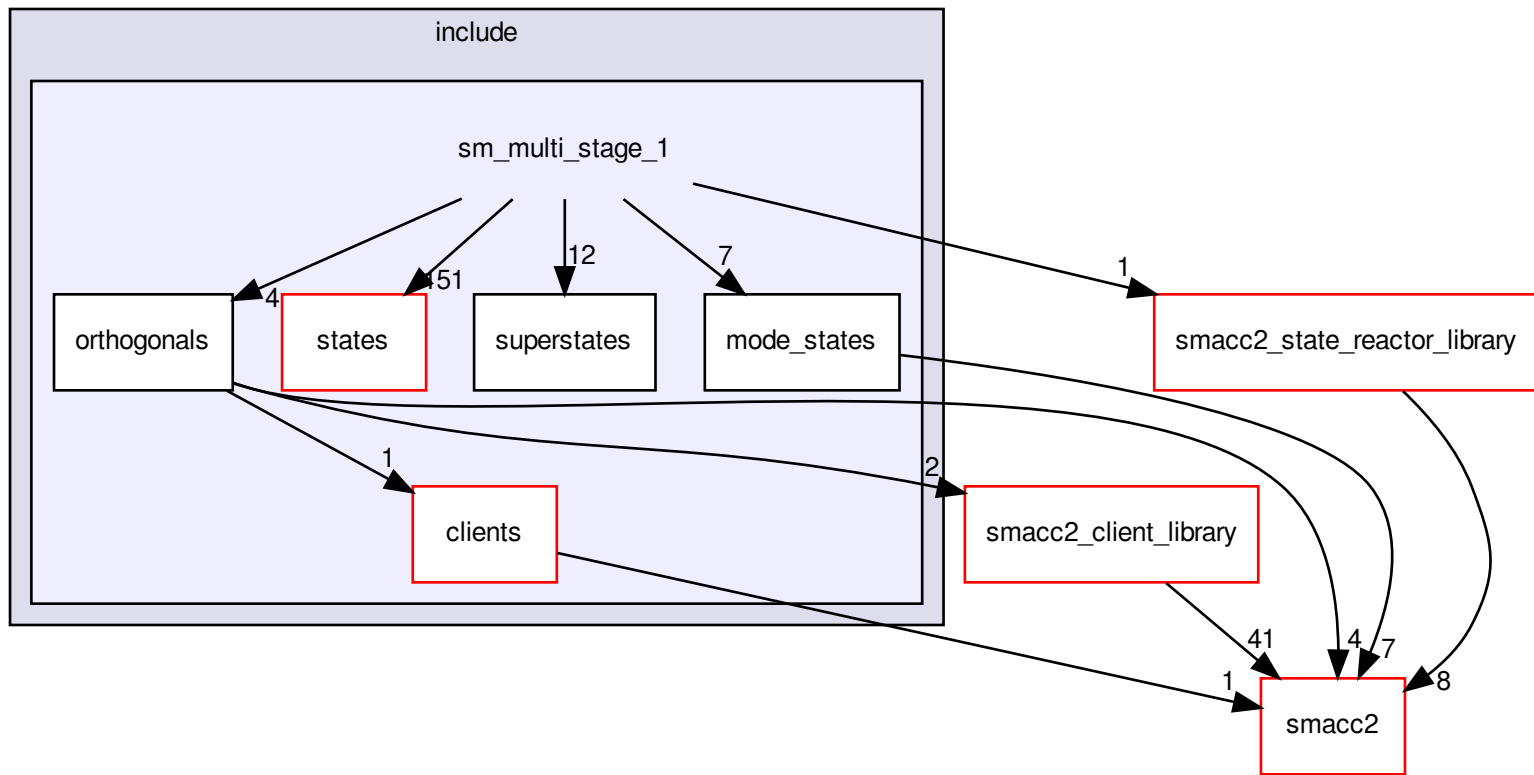 include
sm_multi_stage_1
12
7
1
4
orthogonals
states
superstates
mode_states
smacc2_state_reactor_library
1
2
clients
smacc2_client_library
41
4
7
1
8
smacc2